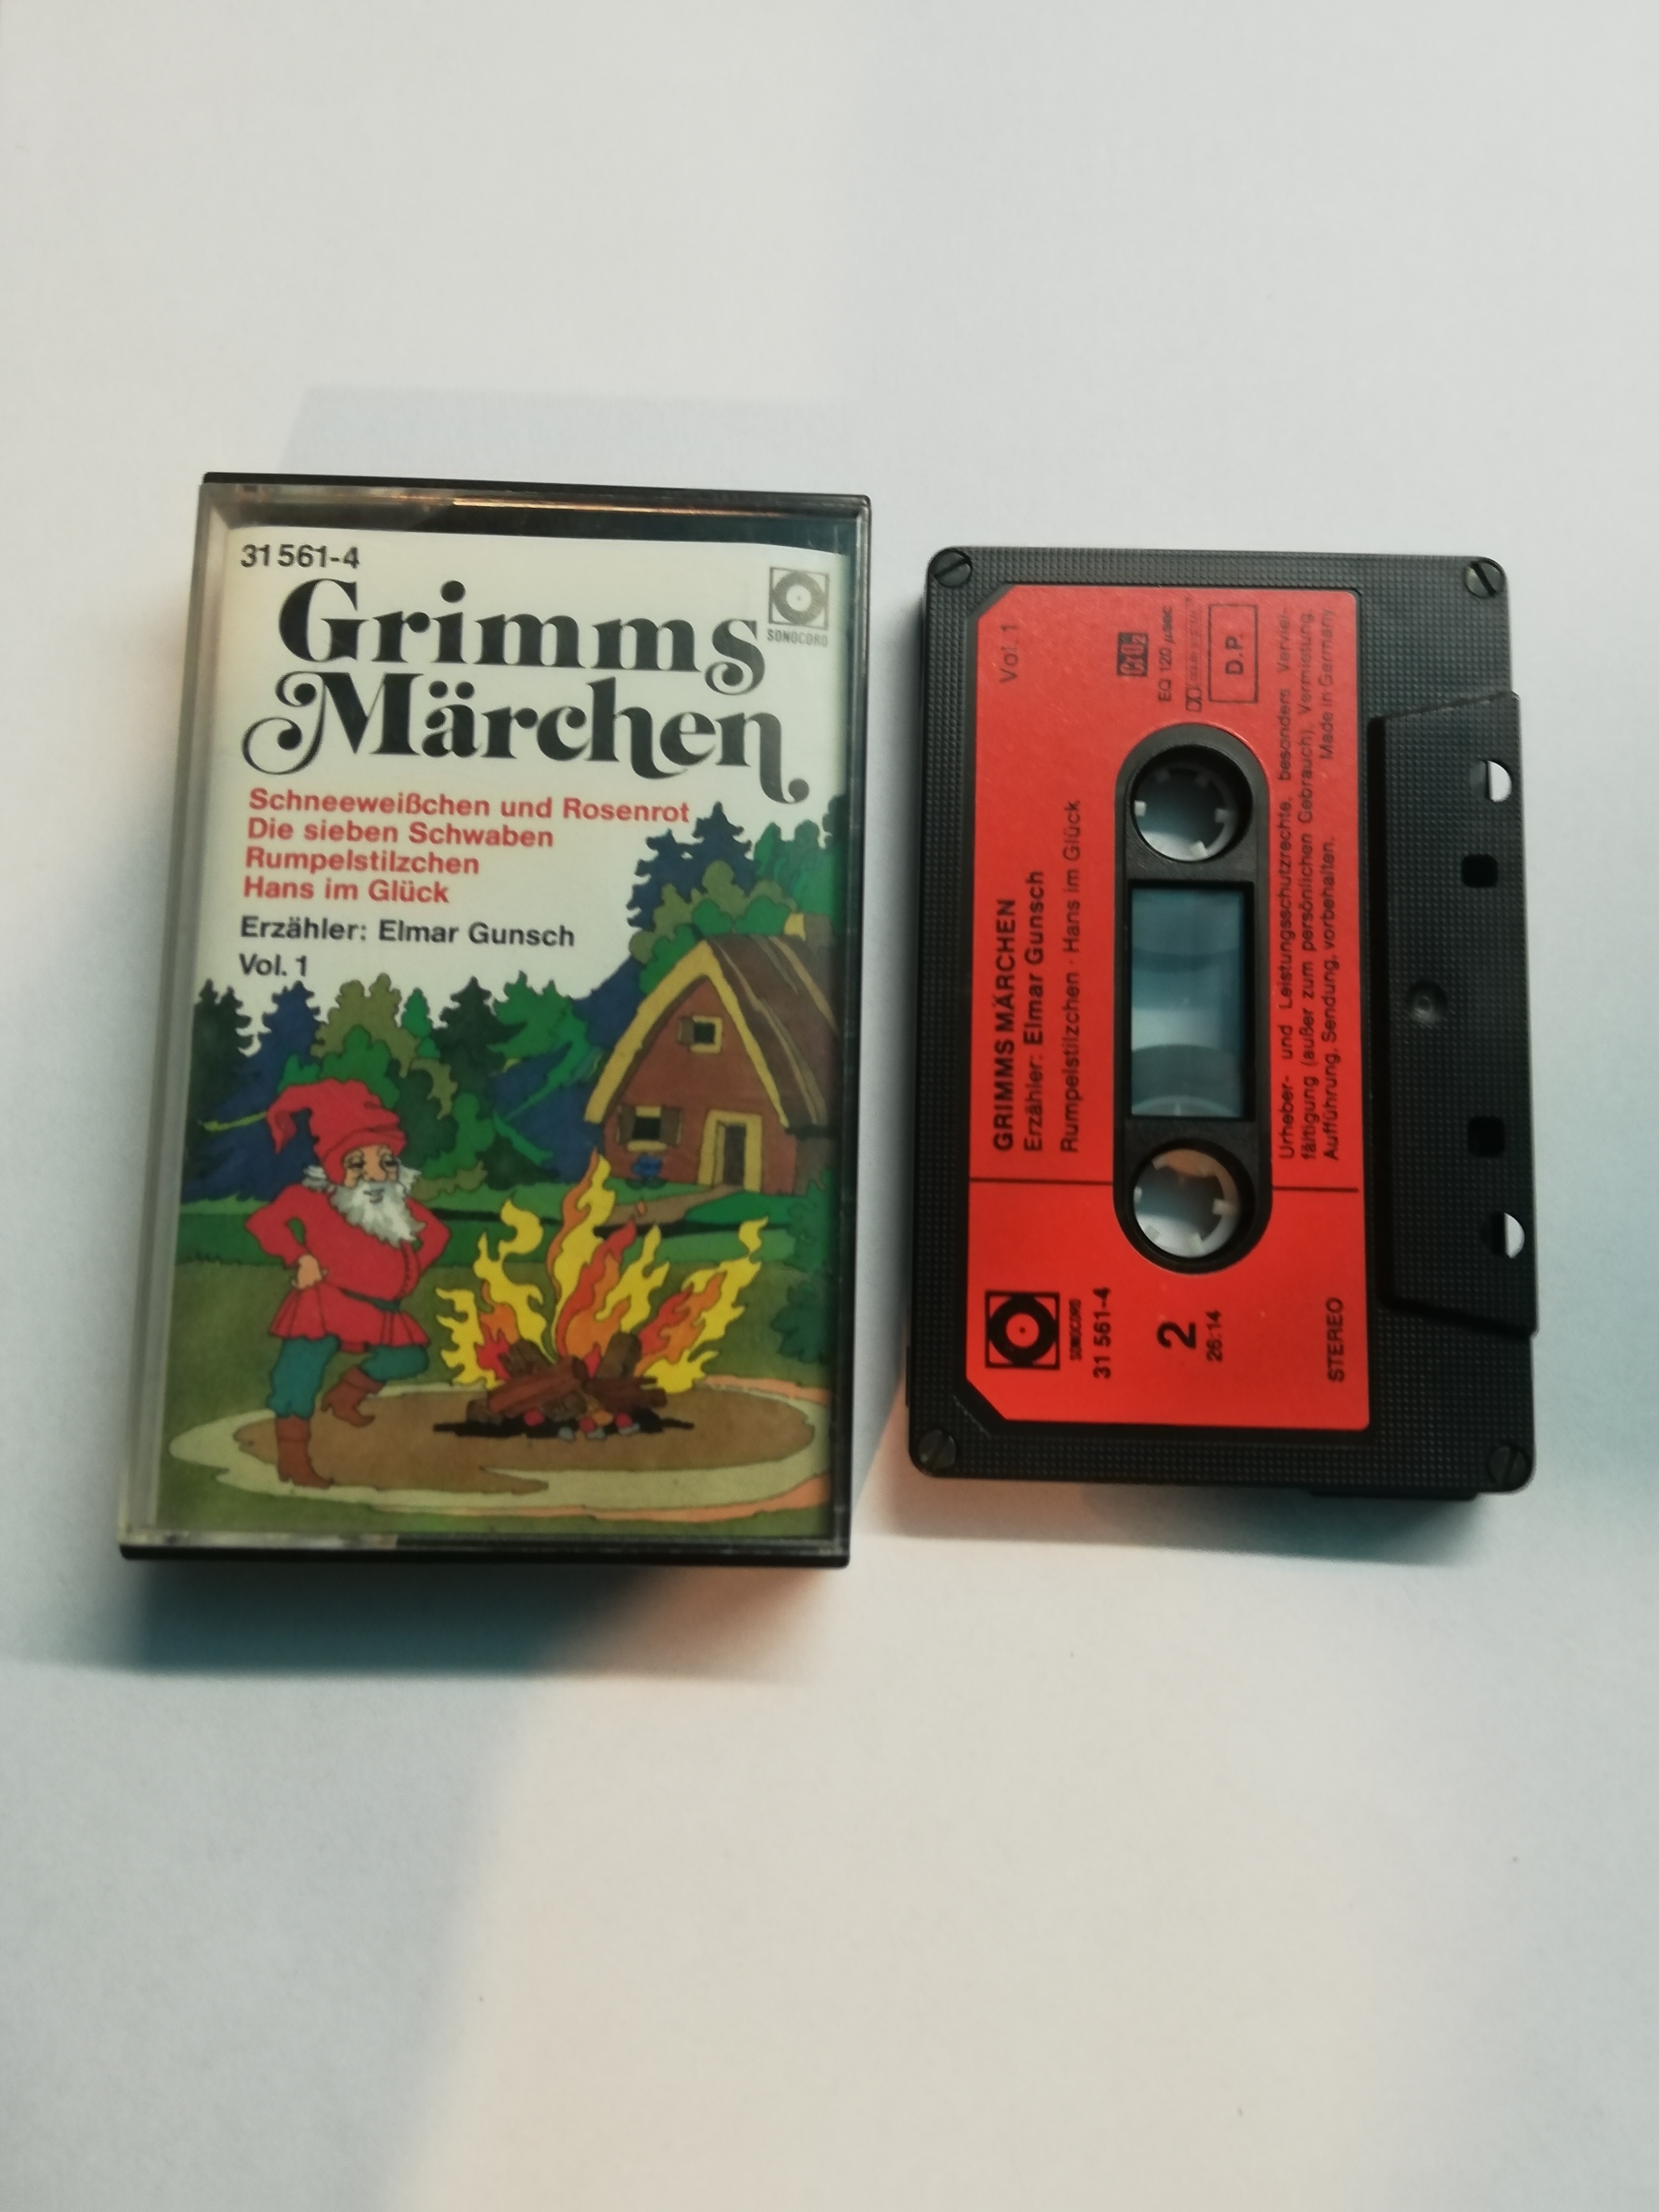 31 561-4
Grimms
Märchen
SONOCORD
Schneeweißchen und Rosenrot
Die sieben Schwaben
Rumpelstilzchen
Hans im Glück
Erzähler: Elmar Gunsch
Vol. 1
GRIMMS MÄRCHEN
Vol. 1
Erzähler: Elmar Gunsch
Rumpelstilzchen · Hans im Glück
SONOCORD
31 561-4
2
26:14
STEREO
CrO2
EQ 120 µsec
D.P.
Urheber- und Leistungsschutzrechte, besonders Verviel-
fältigung (außer zum persönlichen Gebrauch), Vermietung,
Aufführung, Sendung, vorbehalten. Made in Germany